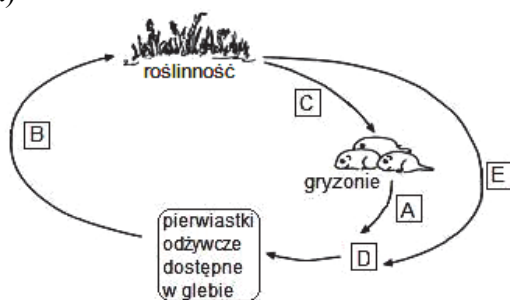 roślinność
C
B
E
gryzonie
A
pierwiastki
odżywcze
dostępne
w glebie
D